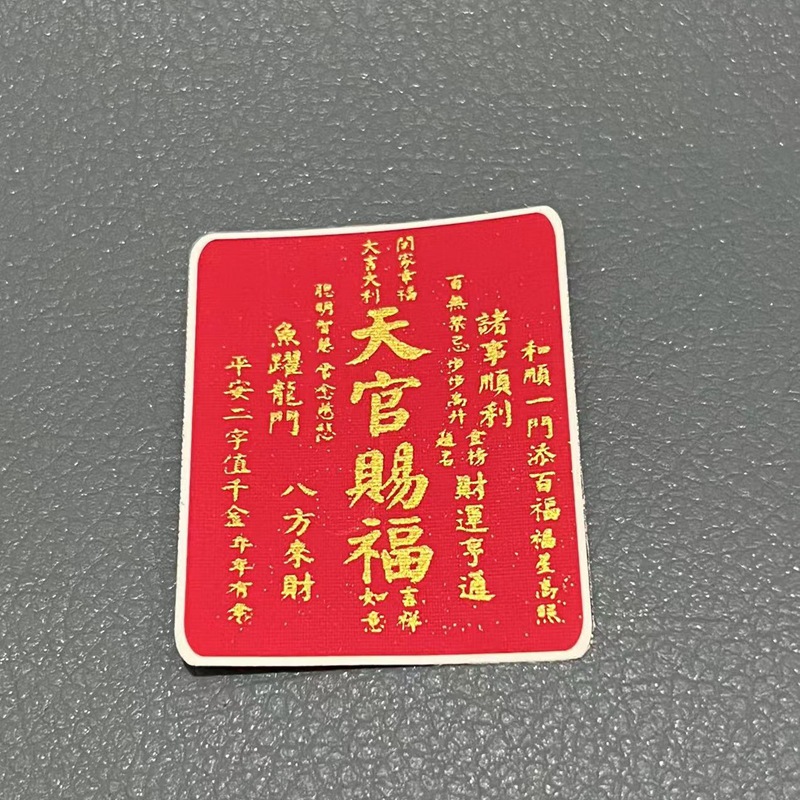 和順一門添百福福星高照
諸事順利
金榜
題名
財運亨通
百無禁忌步步高升
閤家幸福
大吉大利
天官賜福
吉祥
如意
聰明智慧
念慈悲
魚躍龍門
八方來財
平安二字值千金年年有